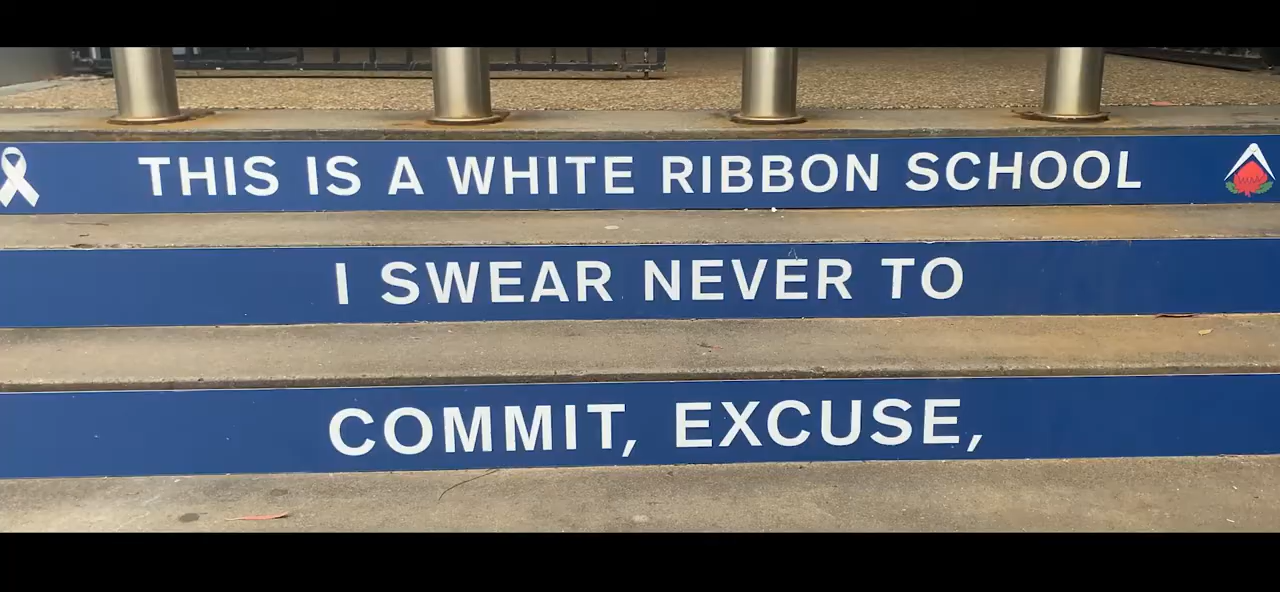 THIS IS A WHITE RIBBON SCHOOL
I SWEAR NEVER TO
COMMIT, EXCUSE,